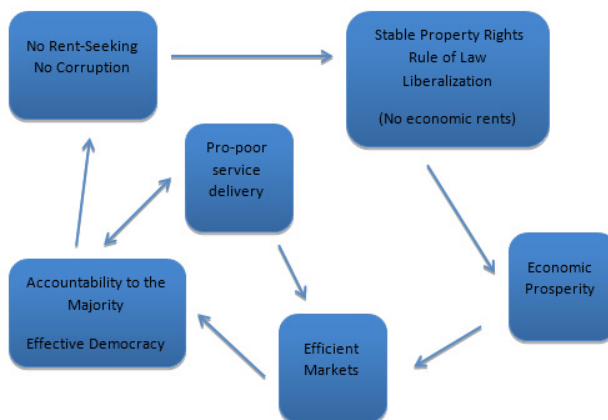 No Rent-Seeking
No Corruption
Stable Property Rights
Rule of Law
Liberalization
(No economic rents)
Pro-poor
service
delivery
Economic
Prosperity
Accountability to the
Majority
Effective Democracy
Efficient
Markets